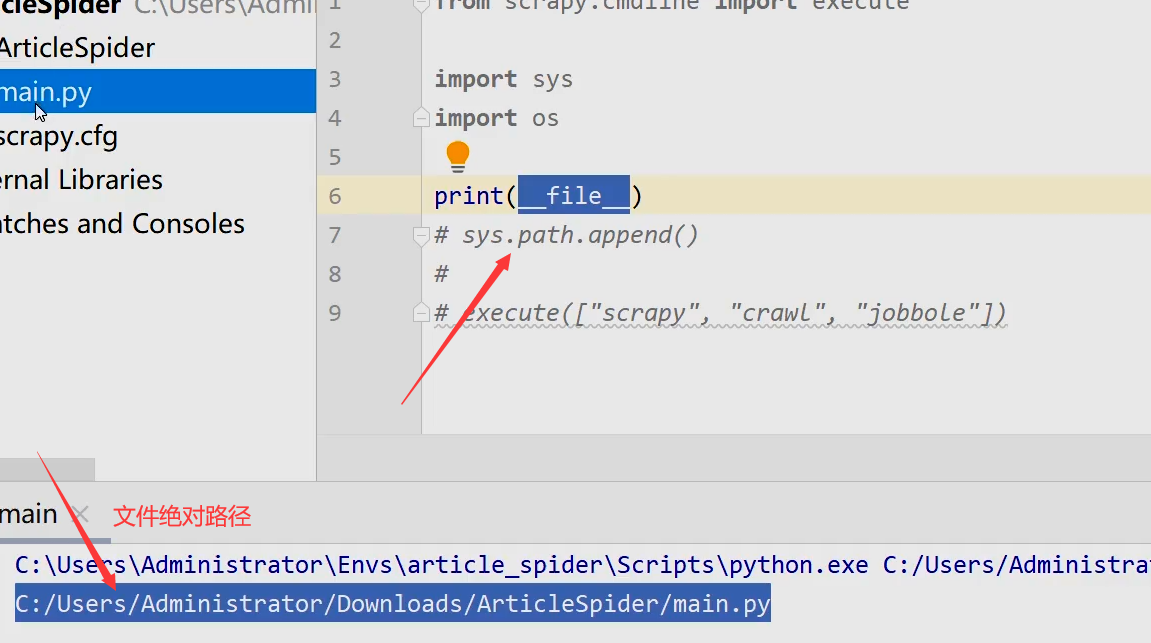 cleSpider C:\Users\Admi
ArticleSpider
main.py
scrapy.cfg
ernal Libraries
atches and Consoles
1 from scrapy.cmdline import execute
2
3 import sys
4 import os
5
6 print(__file__)
7 # sys.path.append()
8 #
9 # execute(["scrapy", "crawl", "jobbole"])
main
文件绝对路径
C:\Users\Administrator\Envs\article_spider\Scripts\python.exe C:/Users/Administra
C:/Users/Administrator/Downloads/ArticleSpider/main.py